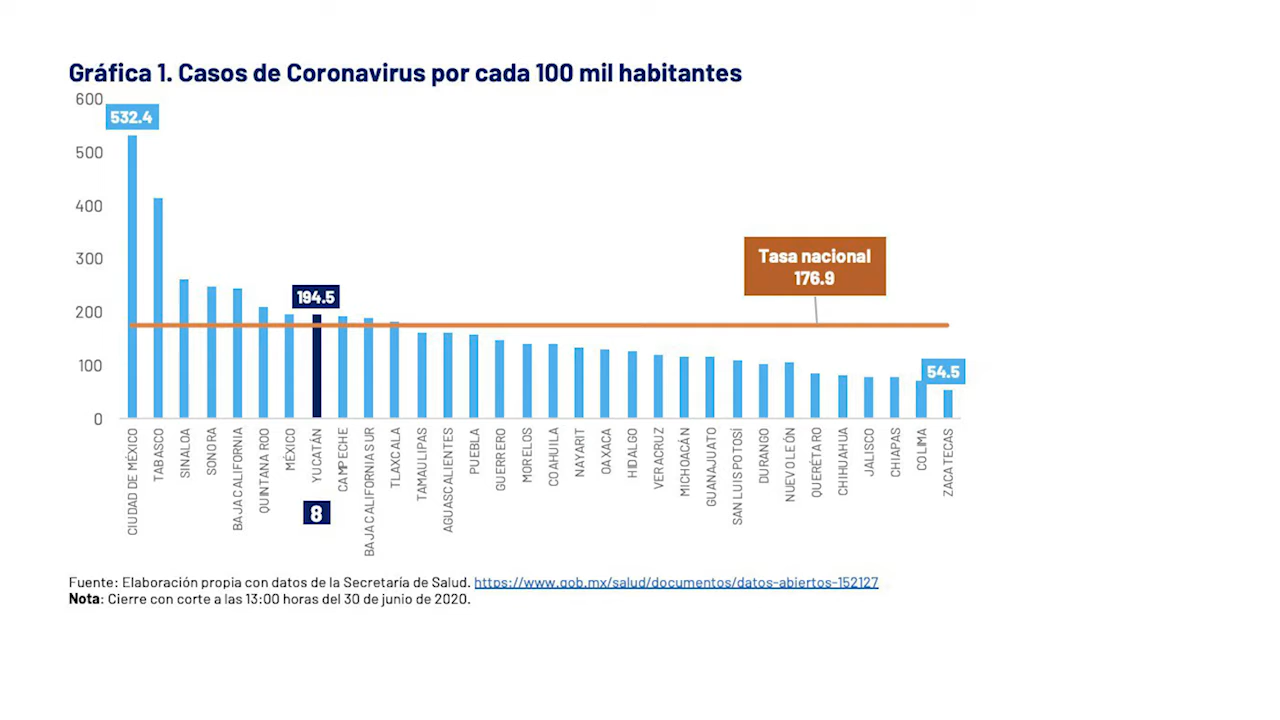 Gráfica 1. Casos de Coronavirus por cada 100 mil habitantes
600
532.4
500
400
300
Tasa nacional
176.9
194.5
200
100
54.5
0
CIUDAD DE MÉXICO
TABASCO
SINALOA
SONORA
BAJA CALIFORNIA
QUINTANA ROO
MÉXICO
YUCATÁN
CAMPECHE
BAJA CALIFORNIA SUR
TLAXCALA
TAMAULIPAS
AGUASCALIENTES
PUEBLA
GUERRERO
MORELOS
COAHUILA
NAYARIT
OAXACA
HIDALGO
VERACRUZ
MICHOACÁN
GUANAJUATO
SAN LUIS POTOSÍ
DURANGO
NUEVO LEÓN
QUERÉTARO
CHIHUAHUA
JALISCO
CHIAPAS
COLIMA
ZACATECAS
8
Fuente: Elaboración propia con datos de la Secretaría de Salud. https://www.gob.mx/salud/documentos/datos-abiertos-152127
Nota: Cierre con corte a las 13:00 horas del 30 de junio de 2020.